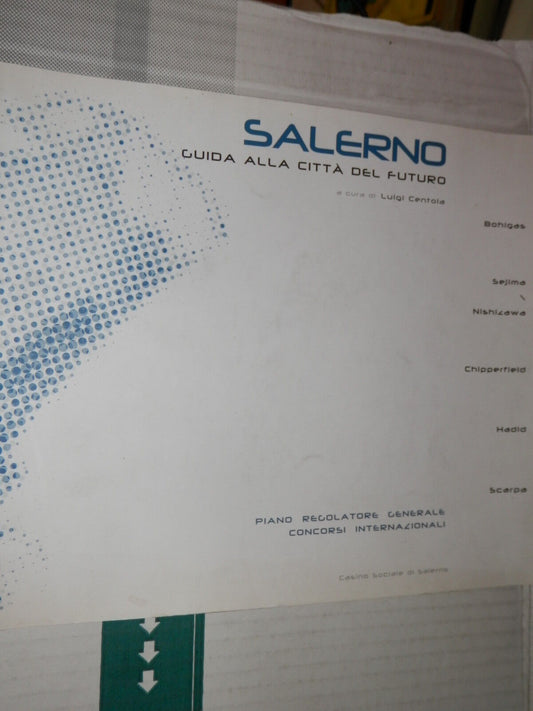 SALERNO
GUIDA ALLA CITTÀ DEL FUTURO
a cura di Luigi Centola
Bohigas
Sejima
\
Nishizawa
Chipperfield
Hadid
Scarpa
PIANO REGOLATORE GENERALE
CONCORSI INTERNAZIONALI
Casino Sociale di Salerno